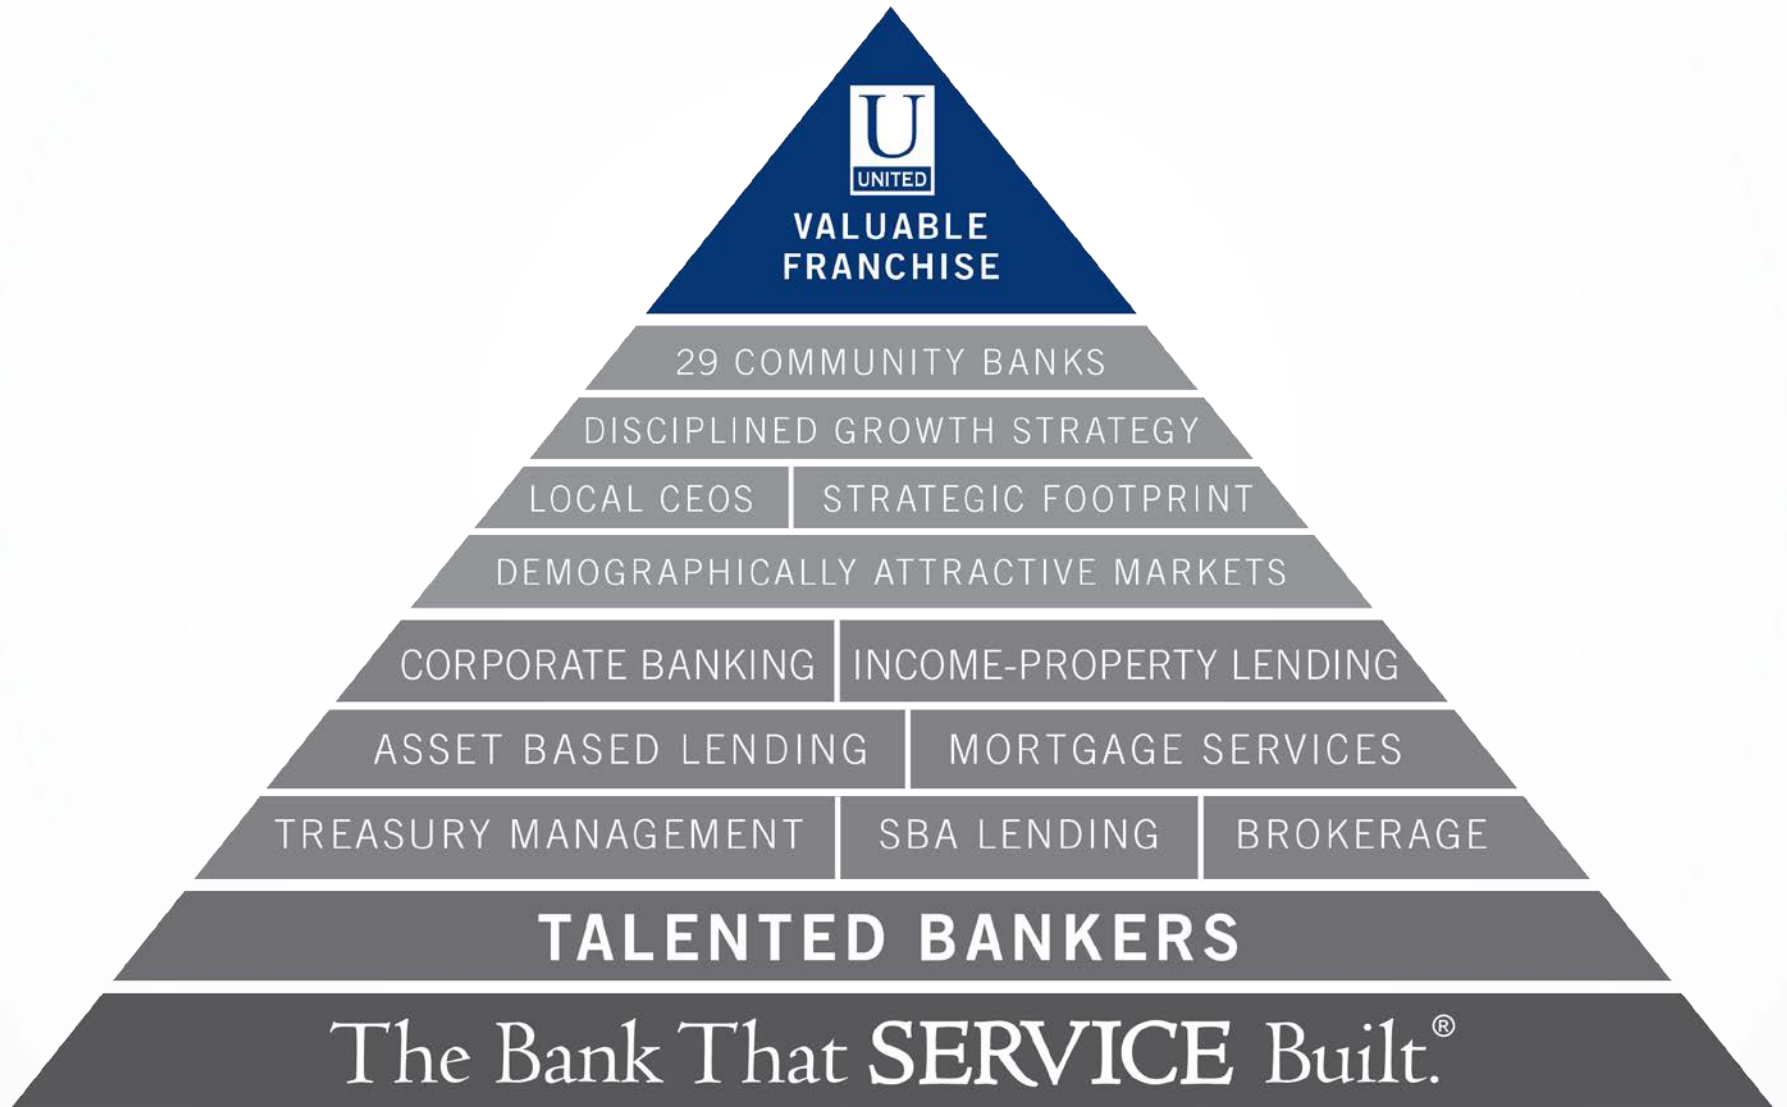 U
UNITED
VALUABLE
FRANCHISE
29 COMMUNITY BANKS
DISCIPLINED GROWTH STRATEGY
LOCAL CEOS
STRATEGIC FOOTPRINT
DEMOGRAPHICALLY ATTRACTIVE MARKETS
CORPORATE BANKING
INCOME-PROPERTY LENDING
ASSET BASED LENDING
MORTGAGE SERVICES
TREASURY MANAGEMENT
SBA LENDING
BROKERAGE
TALENTED BANKERS
The Bank That SERVICE Built.®